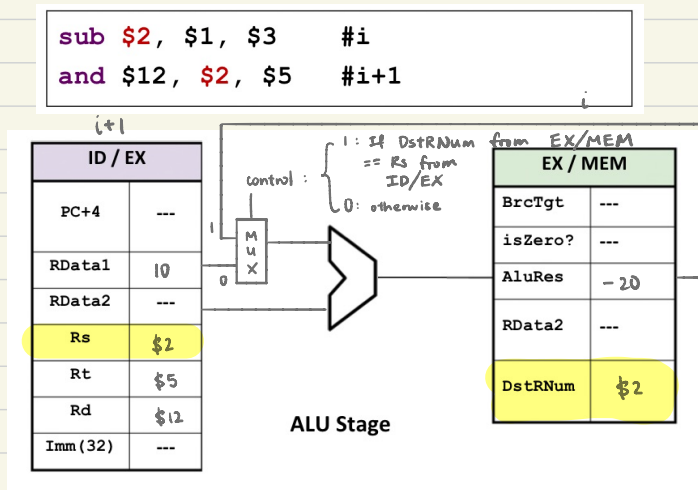 sub $2, $1, $3 #i
and $12, $2, $5 #i+1
i
i+1
ID / EX
PC+4 ---
RData1 10
RData2 ---
Rs $2
Rt $5
Rd $12
Imm(32) ---
control :
1 : If DstRNum from EX/MEM
== Rs from
ID/EX
0 : otherwise
1
MUX
0
ALU Stage
EX / MEM
BrcTgt ---
isZero? ---
AluRes -20
RData2 ---
DstRNum $2